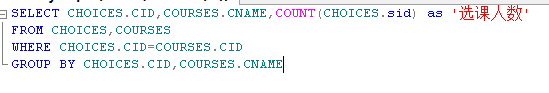 SELECT CHOICES.CID,COURSES.CNAME,COUNT(CHOICES.sid) as '选课人数'
FROM CHOICES,COURSES
WHERE CHOICES.CID=COURSES.CID
GROUP BY CHOICES.CID,COURSES.CNAME